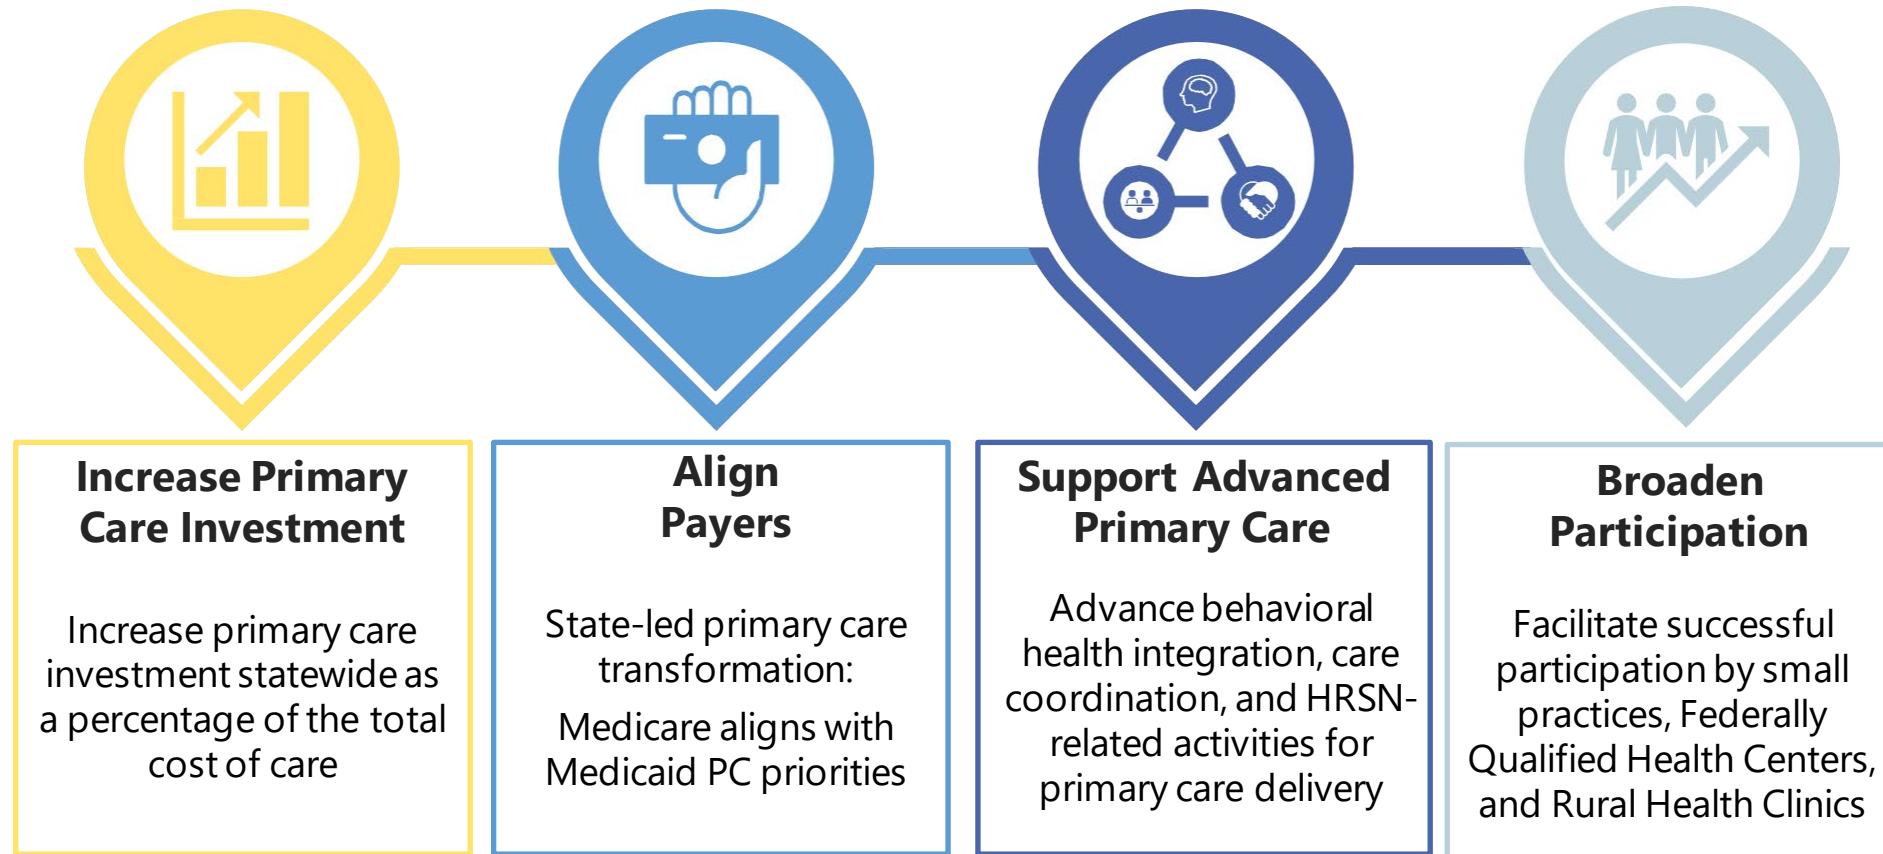 Increase Primary
Care Investment
Increase primary care
investment statewide as
a percentage of the total
cost of care
Align
Payers
State-led primary care
transformation:
Medicare aligns with
Medicaid PC priorities
Support Advanced
Primary Care
Advance behavioral
health integration, care
coordination, and HRSN-
related activities for
primary care delivery
Broaden
Participation
Facilitate successful
participation by small
practices, Federally
Qualified Health Centers,
and Rural Health Clinics